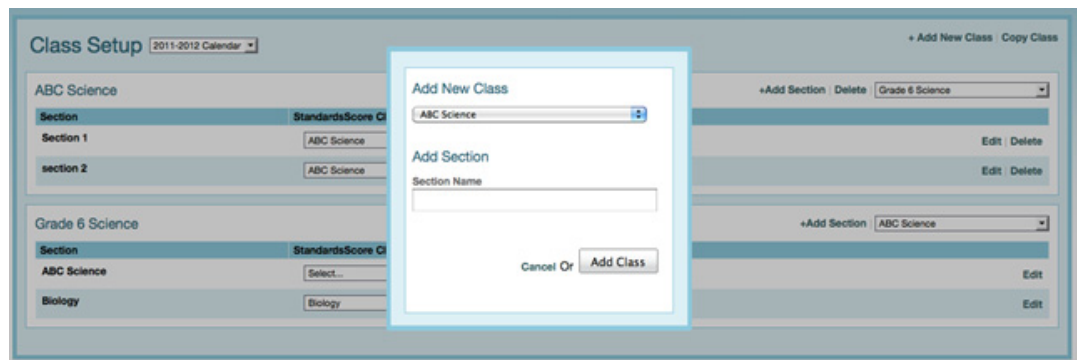 Class Setup 2011-2012 Calendar + Add New Class | Copy Class
ABC Science +Add Section | Delete | Grade 6 Science
Section StandardsScore Cl
Section 1 ABC Science Edit | Delete
section 2 ABC Science Edit | Delete
Grade 6 Science +Add Section | ABC Science
Section StandardsScore Cl
ABC Science Select... Edit
Biology Biology Edit
Add New Class
ABC Science
Add Section
Section Name
Cancel Or Add Class